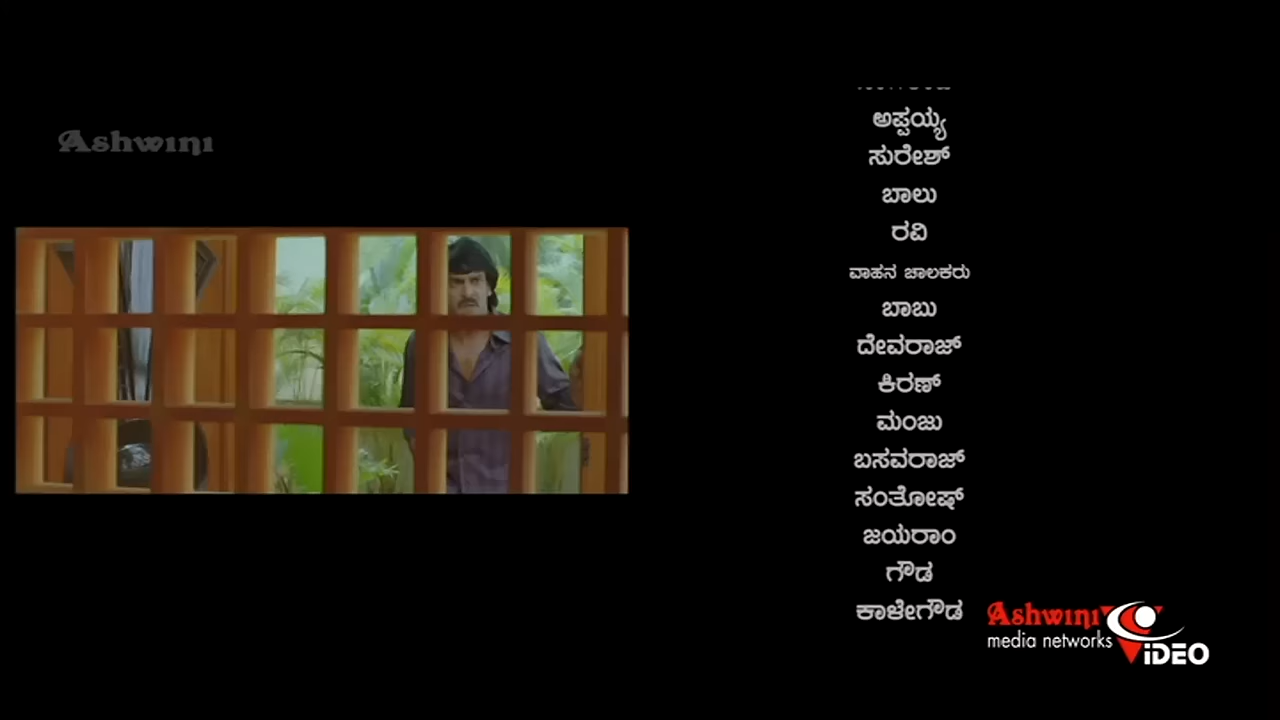 Ashwini
ಅಪ್ಪಯ್ಯ
ಸುರೇಶ್
ಬಾಲು
ರವಿ
ವಾಹನ ಚಾಲಕರು
ಬಾಬು
ದೇವರಾಜ್
ಕಿರಣ್
ಮಂಜು
ಬಸವರಾಜ್
ಸಂತೋಷ್
ಜಯರಾಂ
ಗೌಡ
ಕಾಳೇಗೌಡ
Ashwini
media networks
ViDEO